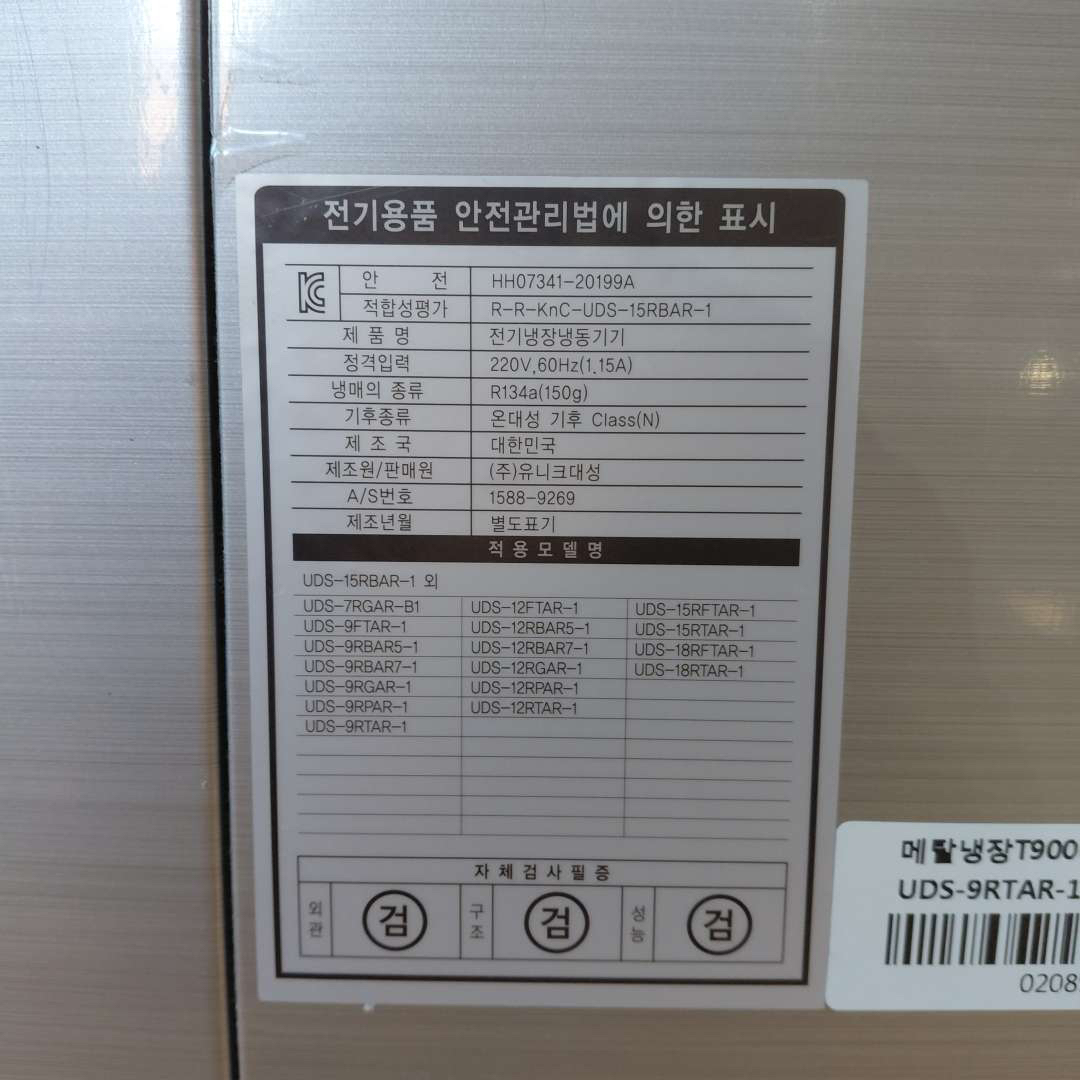 전기용품 안전관리법에 의한 표시
안 전 HH07341-20199A
적합성평가 R-R-KnC-UDS-15RBAR-1
제 품 명 전기냉장냉동기기
정격입력 220V,60Hz(1.15A)
냉매의 종류 R134a(150g)
기후종류 온대성 기후 Class(N)
제 조 국 대한민국
제조원/판매원 (주)유니크대성
A/S번호 1588-9269
제조년월 별도표기
적용모델명
UDS-15RBAR-1 외
UDS-7RGAR-B1 UDS-12FTAR-1 UDS-15RFTAR-1
UDS-9FTAR-1 UDS-12RBAR5-1 UDS-15RTAR-1
UDS-9RBAR5-1 UDS-12RBAR7-1 UDS-18RFTAR-1
UDS-9RBAR7-1 UDS-12RGAR-1 UDS-18RTAR-1
UDS-9RGAR-1 UDS-12RPAR-1
UDS-9RPAR-1 UDS-12RTAR-1
UDS-9RTAR-1
자체검사필증
외관 검 구조 검 성능 검
메탈냉장T900
UDS-9RTAR-1
0208